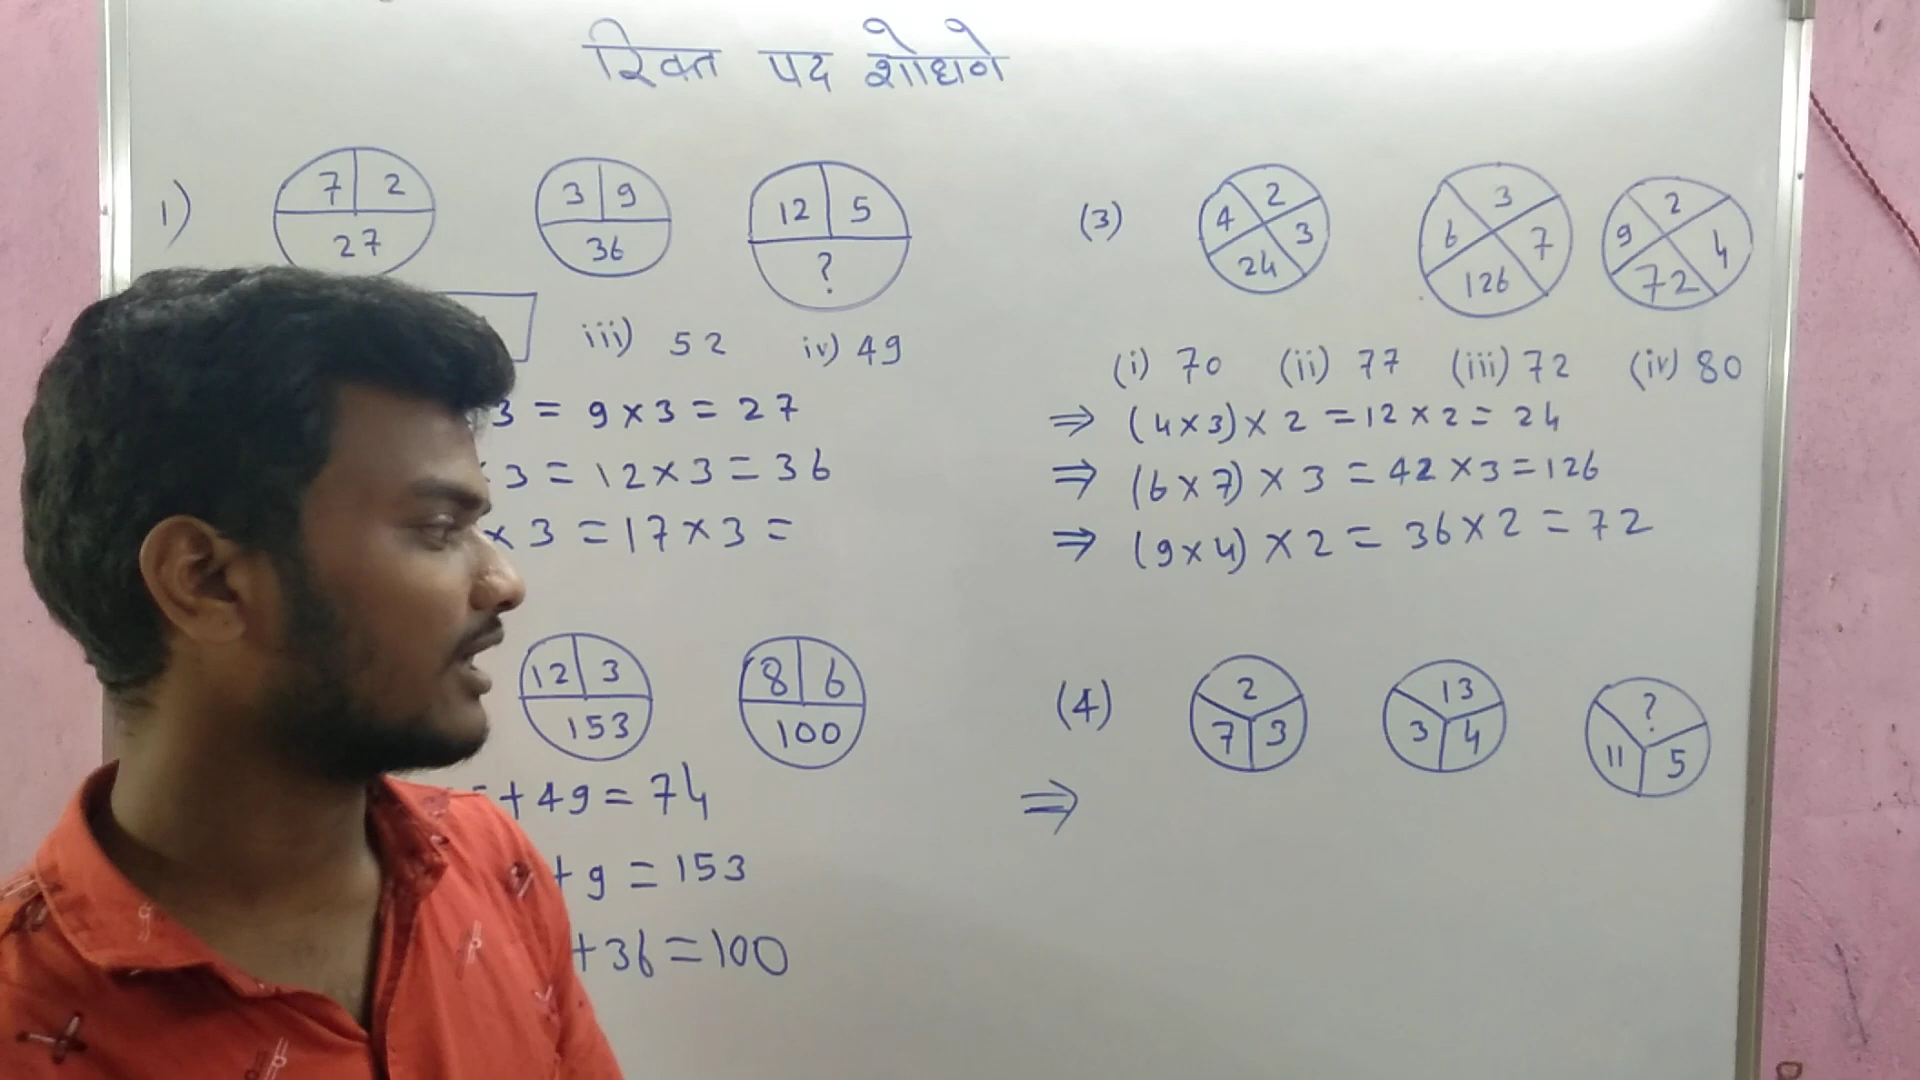 रिक्त पद शोधणे
1) 7 2 27
3 9 36
12 5 ?
iii) 52 iv) 49
3 = 9 × 3 = 27
3 = 12 × 3 = 36
× 3 = 17 × 3 =
12 3 153
8 6 100
+ 49 = 74
+ 9 = 153
+ 36 = 100
(3) 4 2 3 24
6 3 7 126
9 2 4 72
(i) 70 (ii) 77 (iii) 72 (iv) 80
⇒ (4 × 3) × 2 = 12 × 2 = 24
⇒ (6 × 7) × 3 = 42 × 3 = 126
⇒ (9 × 4) × 2 = 36 × 2 = 72
(4) 2 7 3
13 3 4
? 11 5
⇒